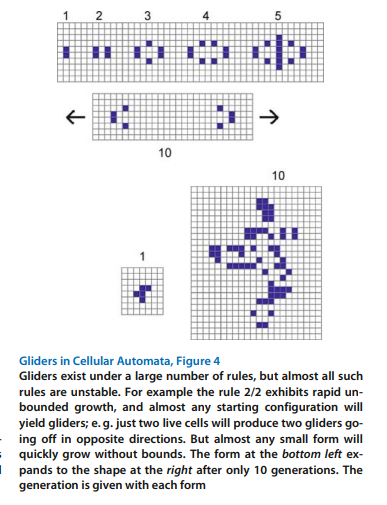 1 2 3 4 5
10
10
1
Gliders in Cellular Automata, Figure 4
Gliders exist under a large number of rules, but almost all such
rules are unstable. For example the rule 2/2 exhibits rapid un-
bounded growth, and almost any starting configuration will
yield gliders; e. g. just two live cells will produce two gliders go-
ing off in opposite directions. But almost any small form will
quickly grow without bounds. The form at the bottom left ex-
pands to the shape at the right after only 10 generations. The
generation is given with each form